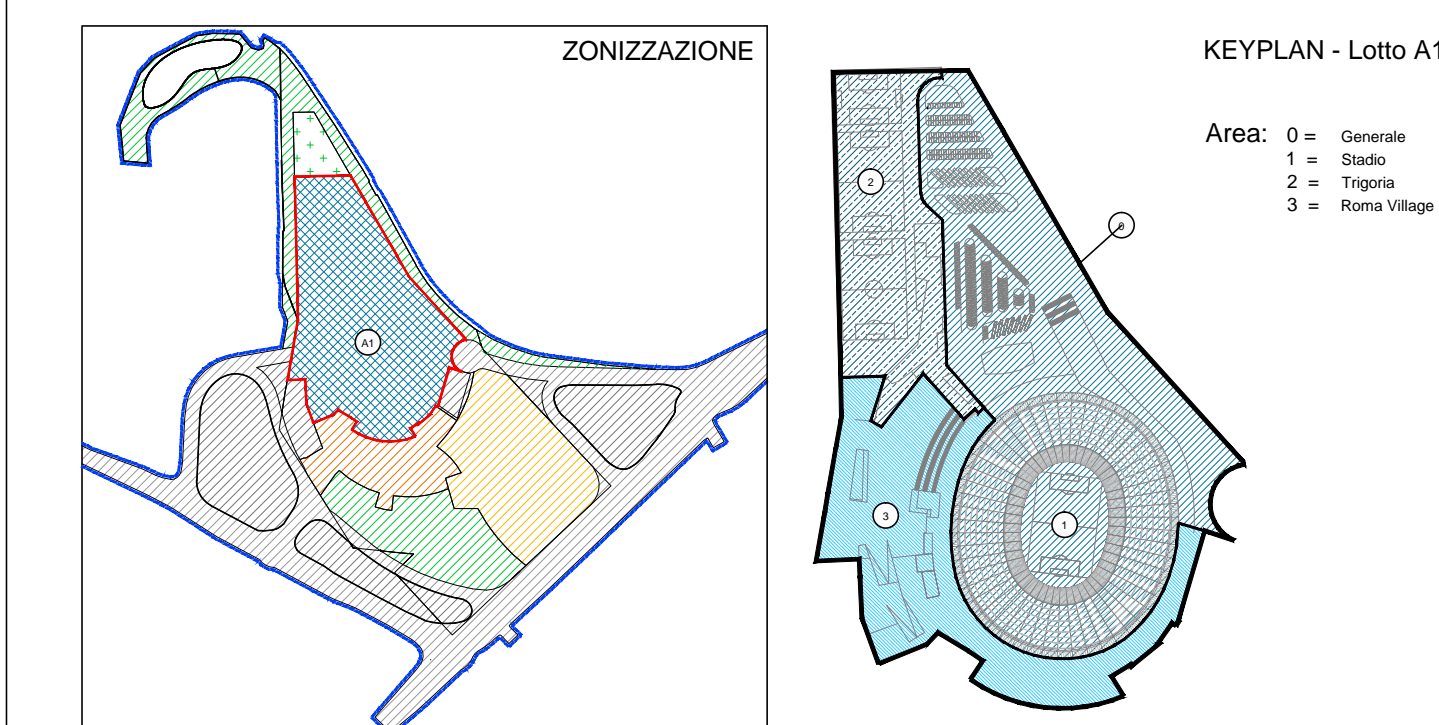 ZONIZZAZIONE
A1
KEYPLAN - Lotto A1
Area: 0 = Generale
1 = Stadio
2 = Trigoria
3 = Roma Village
2
0
3
1